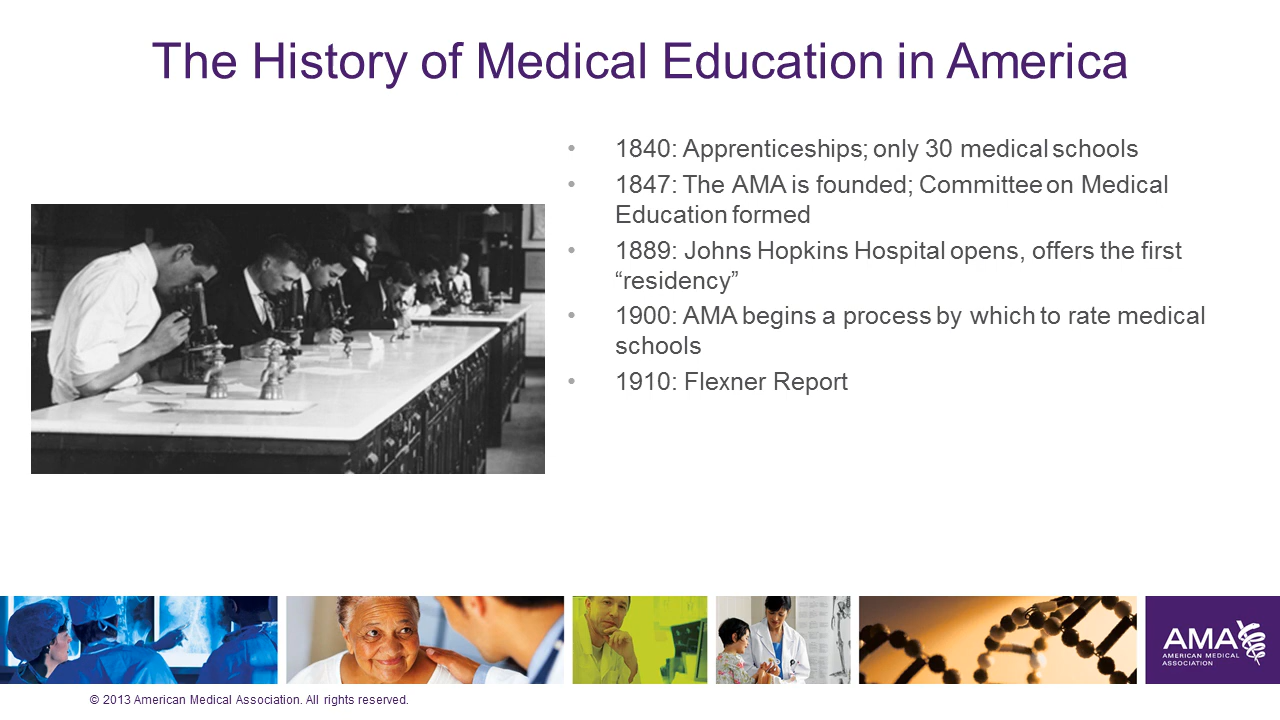 The History of Medical Education in America
• 1840: Apprenticeships; only 30 medical schools
• 1847: The AMA is founded; Committee on Medical
Education formed
• 1889: Johns Hopkins Hospital opens, offers the first
“residency”
• 1900: AMA begins a process by which to rate medical
schools
• 1910: Flexner Report
AMA
AMERICAN MEDICAL
ASSOCIATION
© 2013 American Medical Association. All rights reserved.